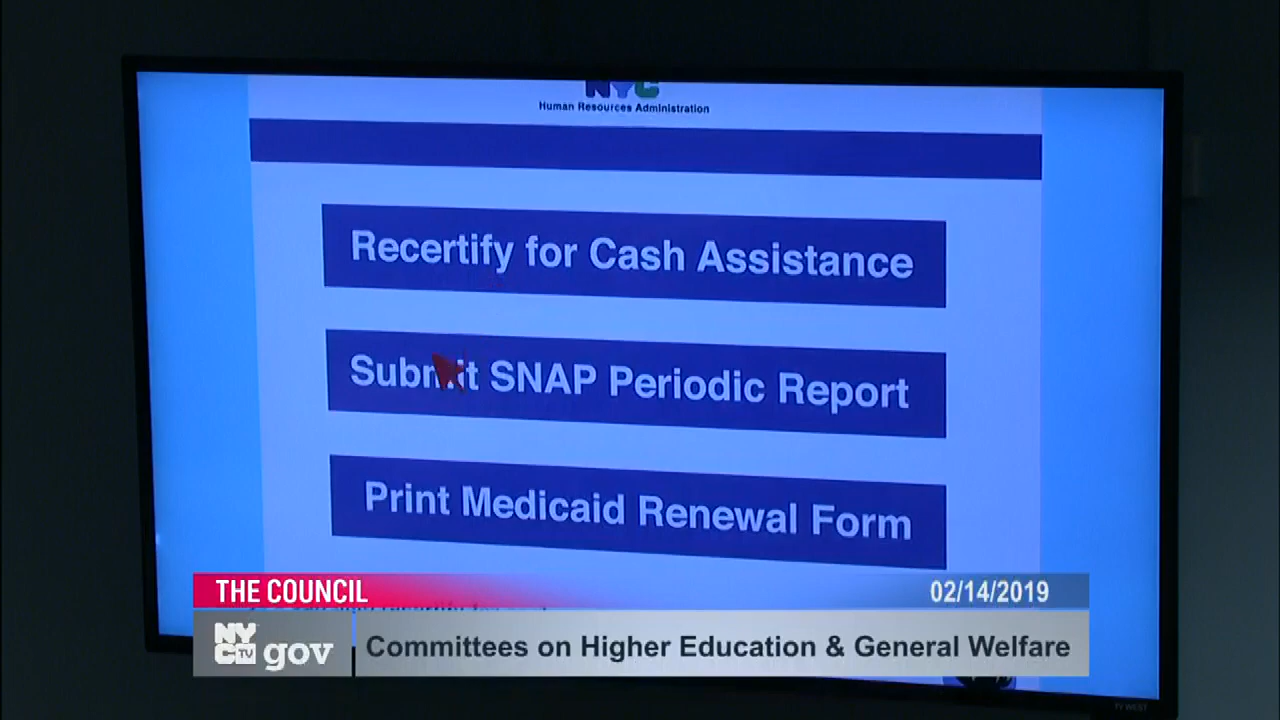 NYC
Human Resources Administration
Recertify for Cash Assistance
Submit SNAP Periodic Report
Print Medicaid Renewal Form
THE COUNCIL
02/14/2019
NYC TV gov
Committees on Higher Education & General Welfare